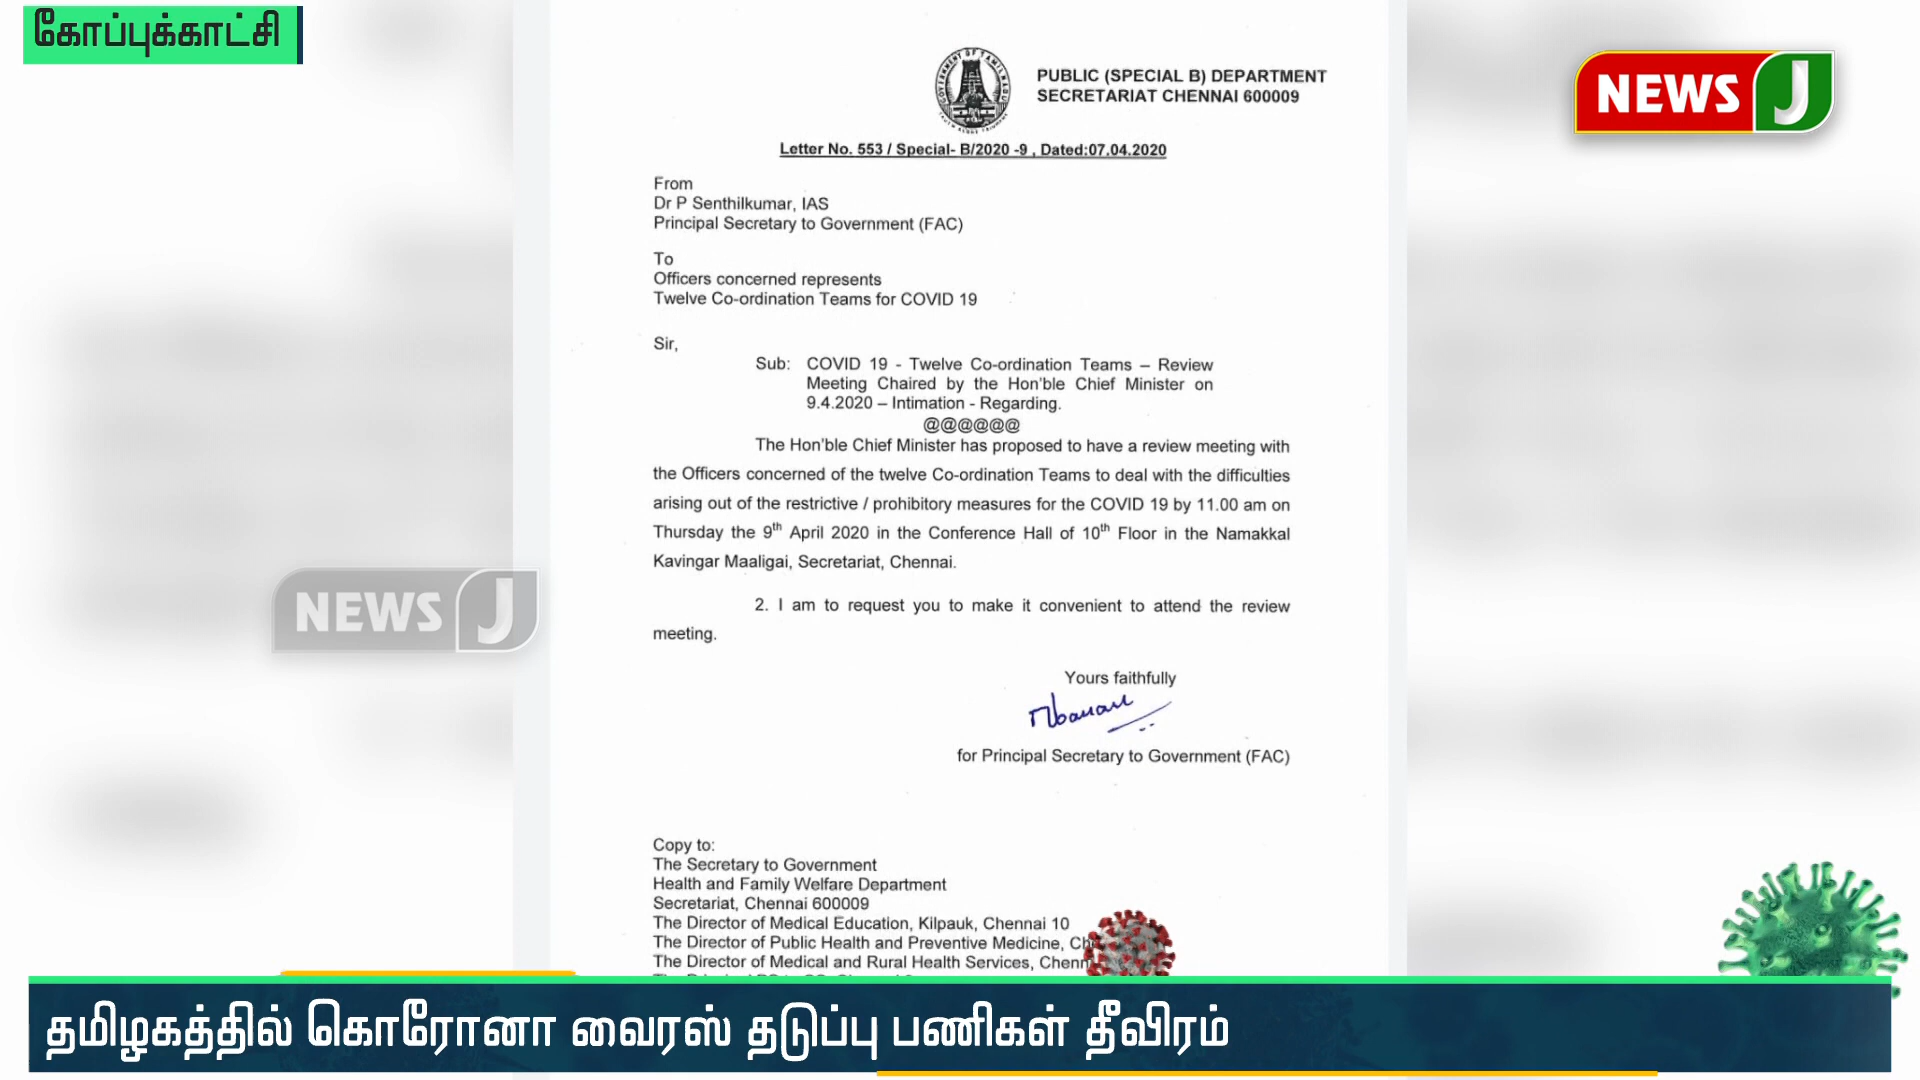 கோப்புக்காட்சி
NEWS J
PUBLIC (SPECIAL B) DEPARTMENT
SECRETARIAT CHENNAI 600009
Letter No. 553 / Special- B/2020 -9 , Dated:07.04.2020
From
Dr P Senthilkumar, IAS
Principal Secretary to Government (FAC)
To
Officers concerned represents
Twelve Co-ordination Teams for COVID 19
Sir,
Sub: COVID 19 - Twelve Co-ordination Teams – Review
Meeting Chaired by the Hon'ble Chief Minister on
9.4.2020 – Intimation - Regarding.
@@@@@@
The Hon'ble Chief Minister has proposed to have a review meeting with
the Officers concerned of the twelve Co-ordination Teams to deal with the difficulties
arising out of the restrictive / prohibitory measures for the COVID 19 by 11.00 am on
Thursday the 9th April 2020 in the Conference Hall of 10th Floor in the Namakkal
Kavingar Maaligai, Secretariat, Chennai.
NEWS J
2. I am to request you to make it convenient to attend the review
meeting.
Yours faithfully
for Principal Secretary to Government (FAC)
Copy to:
The Secretary to Government
Health and Family Welfare Department
Secretariat, Chennai 600009
The Director of Medical Education, Kilpauk, Chennai 10
The Director of Public Health and Preventive Medicine,
The Director of Medical and Rural Health Services,
தமிழகத்தில் கொரோனா வைரஸ் தடுப்பு பணிகள் தீவிரம்